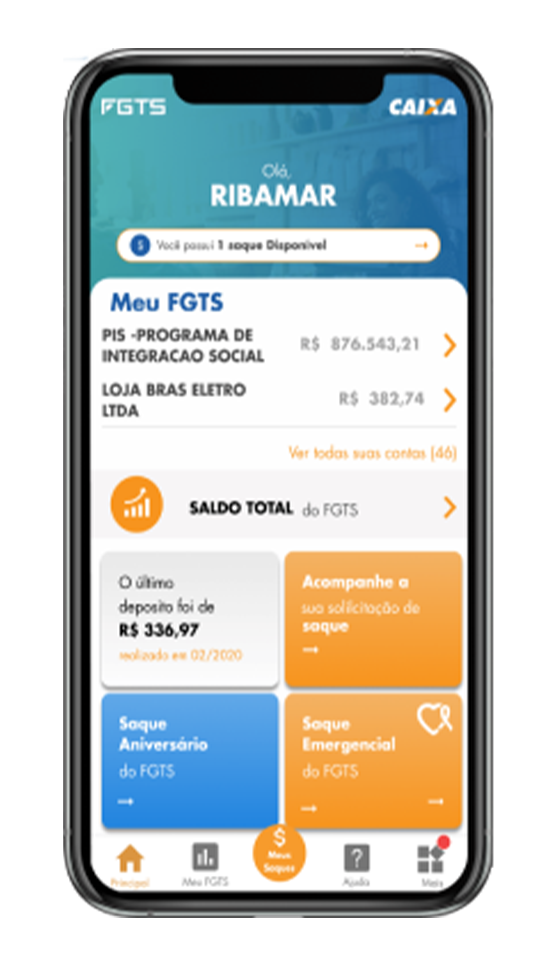 FGTS
CAIXA
Olá,
RIBAMAR
$ Você possui 1 saque Disponivel →
Meu FGTS
PIS -PROGRAMA DE
INTEGRACAO SOCIAL
R$ 876.543,21
LOJA BRAS ELETRO
LTDA
R$ 382,74
Ver todas suas contas (46)
SALDO TOTAL do FGTS
O último
deposito foi de
R$ 336,97
realizado em 02/2020
Acompanhe a
sua solilcitação de
saque
→
Saque
Aniversário
do FGTS
→
Saque
Emergencial
do FGTS
→ →
Principal
Meu FGTS
$
Meus
Saques
?
Ajuda
Mais